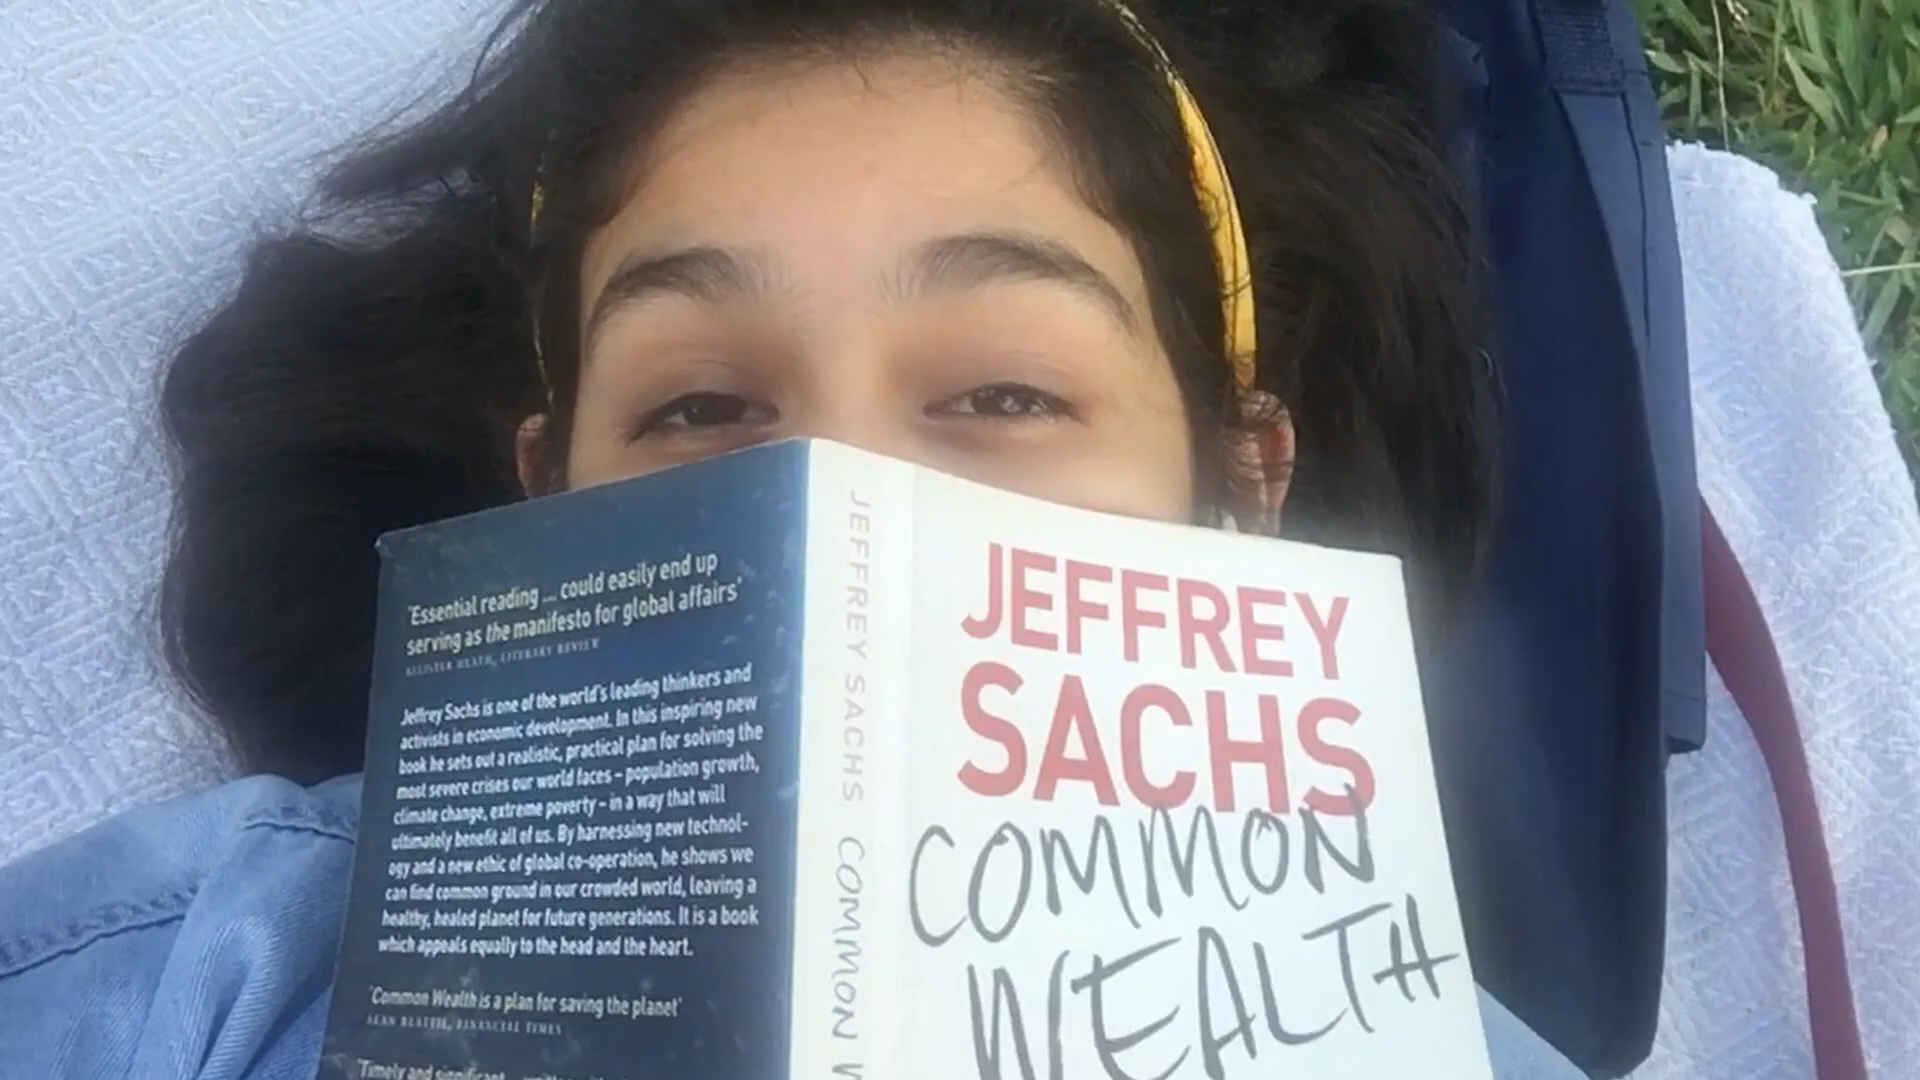 'Essential reading ... could easily end up
serving as the manifesto for global affairs'
ALLISTER HEATH, LITERARY REVIEW
Jeffrey Sachs is one of the world's leading thinkers and
activists in economic development. In this inspiring new
book he sets out a realistic, practical plan for solving the
most severe crises our world faces – population growth,
climate change, extreme poverty – in a way that will
ultimately benefit all of us. By harnessing new technol-
ogy and a new ethic of global co-operation, he shows we
can find common ground in our crowded world, leaving a
healthy, healed planet for future generations. It is a book
which appeals equally to the head and the heart.
'Common Wealth is a plan for saving the planet'
FINANCIAL TIMES
'Timely and significant
JEFFREY SACHS COMMON W
JEFFREY
SACHS
COMMON
WEALTH